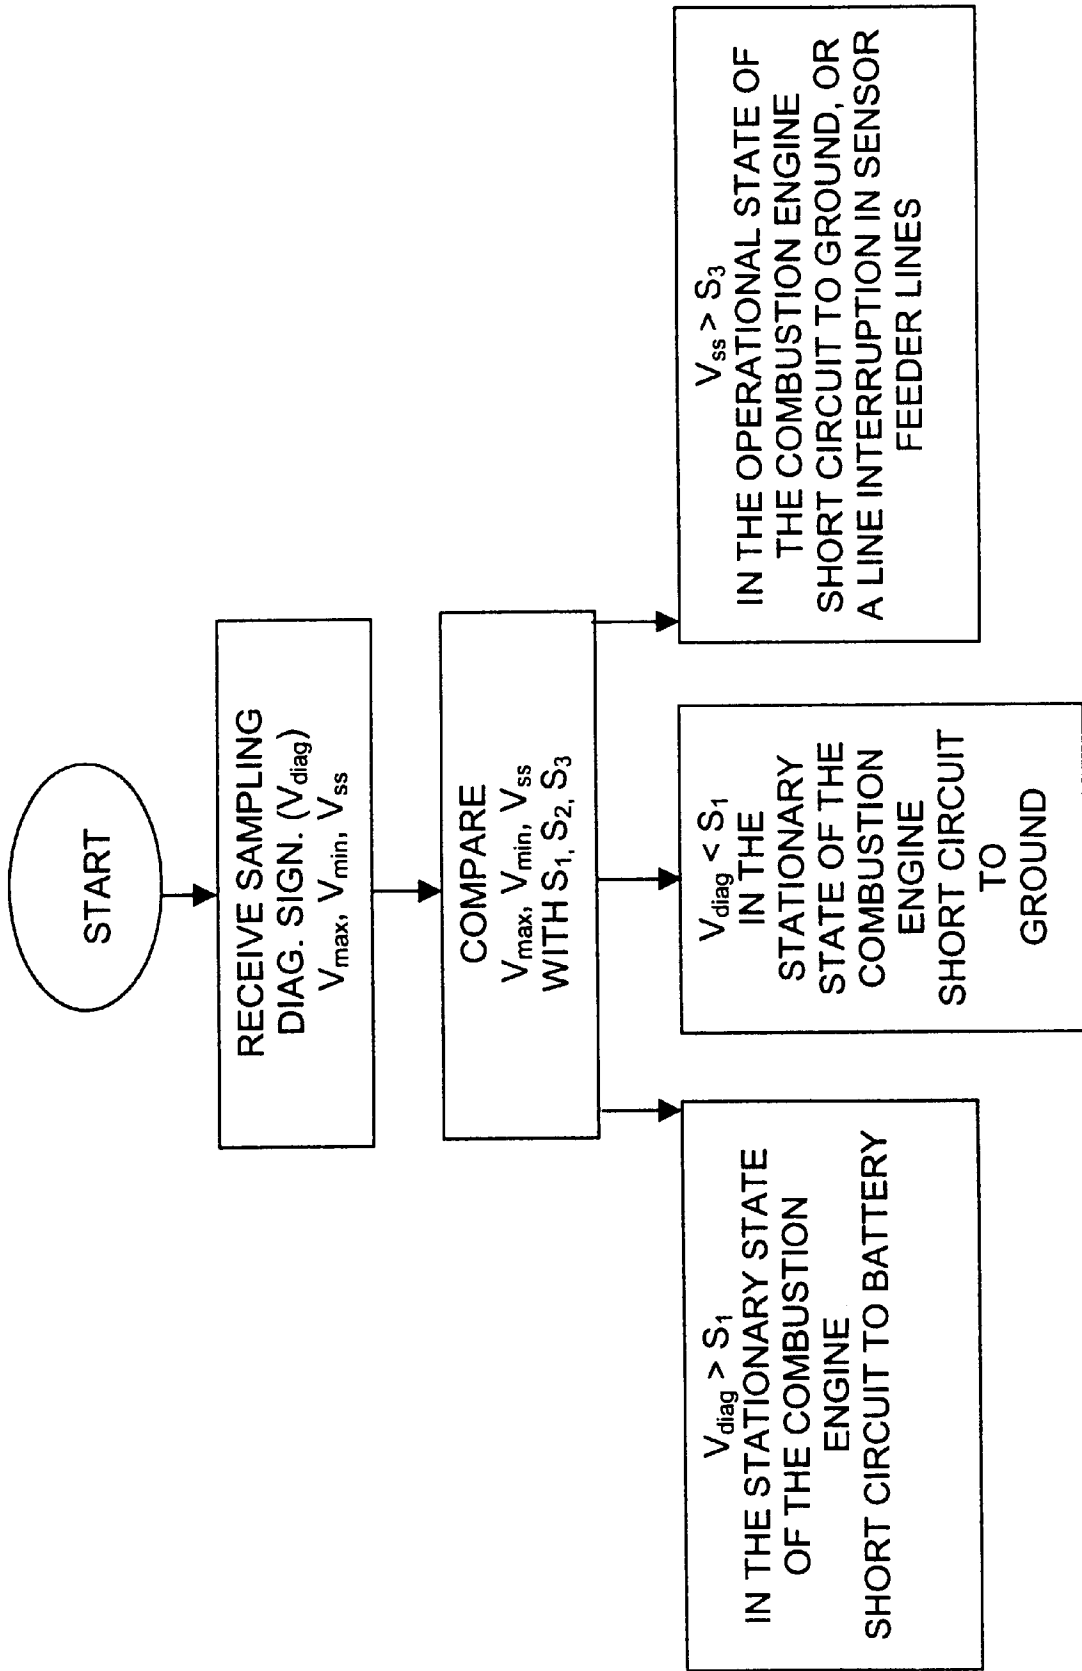 START
RECEIVE SAMPLING
DIAG. SIGN. (Vdiag)
Vmax, Vmin, Vss
COMPARE
Vmax, Vmin, Vss
WITH S1, S2, S3
Vdiag > S1
IN THE STATIONARY STATE
OF THE COMBUSTION
ENGINE
SHORT CIRCUIT TO BATTERY
Vdiag < S1
IN THE
STATIONARY
STATE OF THE
COMBUSTION
ENGINE
SHORT CIRCUIT
TO
GROUND
Vss > S3
IN THE OPERATIONAL STATE OF
THE COMBUSTION ENGINE
SHORT CIRCUIT TO GROUND, OR
A LINE INTERRUPTION IN SENSOR
FEEDER LINES